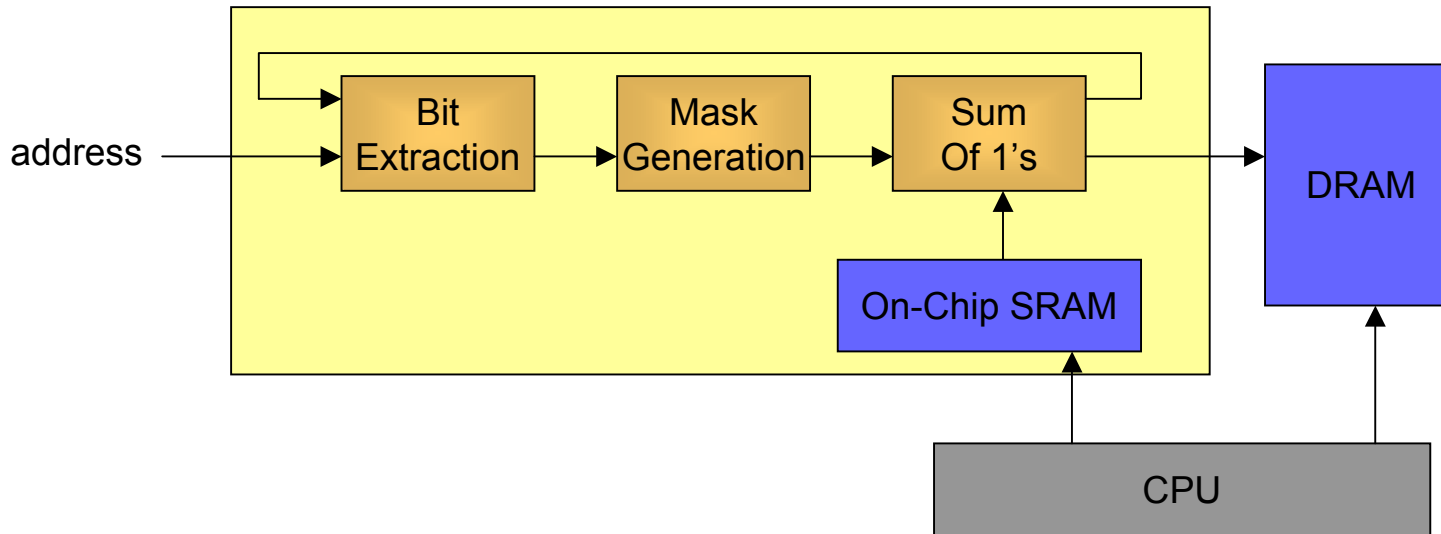 address
Bit
Extraction
Mask
Generation
Sum
Of 1's
DRAM
On-Chip SRAM
CPU